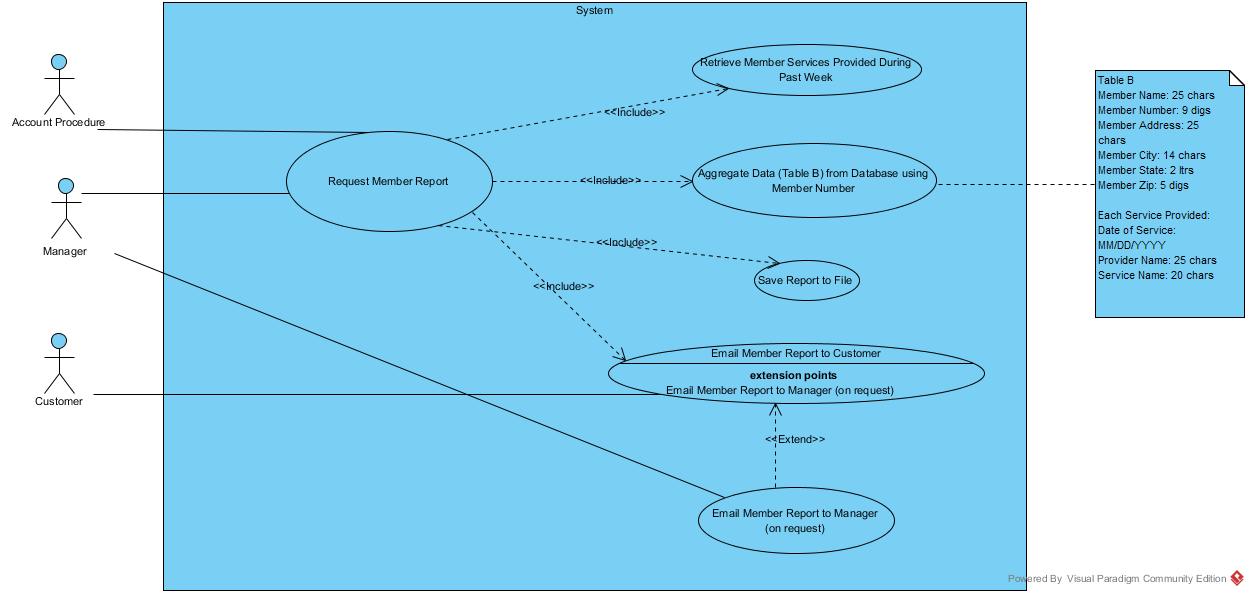 System
Account Procedure
Manager
Customer
Request Member Report
<<Include>>
<<Include>>
<<Include>>
<<Include>>
Retrieve Member Services Provided During
Past Week
Aggregate Data (Table B) from Database using
Member Number
Save Report to File
Email Member Report to Customer
extension points
Email Member Report to Manager (on request)
<<Extend>>
Email Member Report to Manager
(on request)
Table B
Member Name: 25 chars
Member Number: 9 digs
Member Address: 25
chars
Member City: 14 chars
Member State: 2 ltrs
Member Zip: 5 digs
Each Service Provided:
Date of Service:
MM/DD/YYYY
Provider Name: 25 chars
Service Name: 20 chars
Powered By Visual Paradigm Community Edition